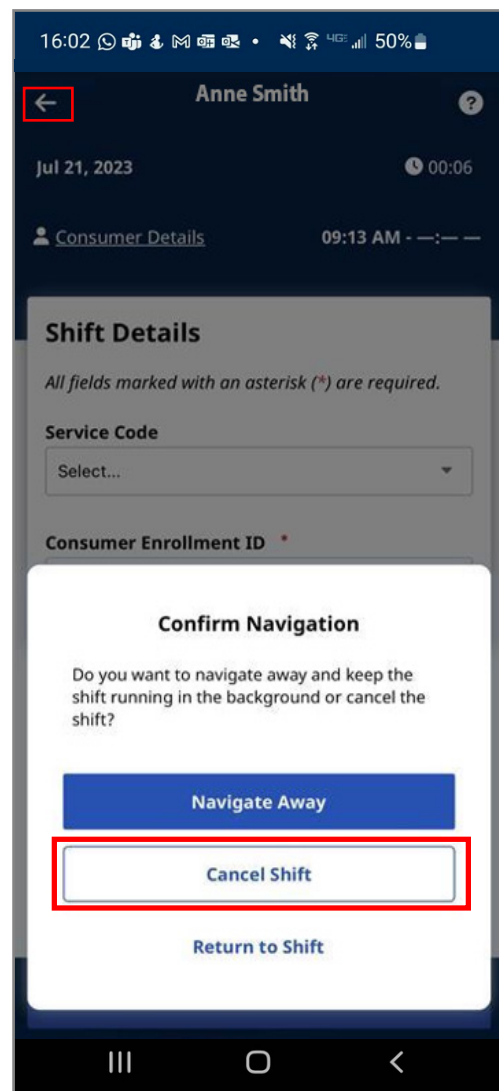 16:02 4GE 50%
Anne Smith ?
Jul 21, 2023 00:06
Consumer Details 09:13 AM - —:— —
Shift Details
All fields marked with an asterisk (*) are required.
Service Code
Select...
Consumer Enrollment ID *
Confirm Navigation
Do you want to navigate away and keep the
shift running in the background or cancel the
shift?
Navigate Away
Cancel Shift
Return to Shift